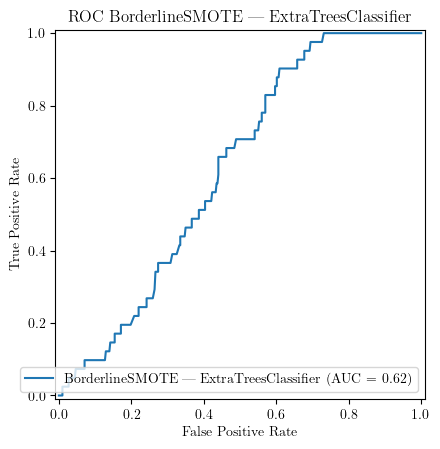 ROC BorderlineSMOTE — ExtraTreesClassifier
1.0
0.8
0.6
0.4
0.2
0.0
True Positive Rate
BorderlineSMOTE — ExtraTreesClassifier (AUC = 0.62)
0.0 0.2 0.4 0.6 0.8 1.0
False Positive Rate